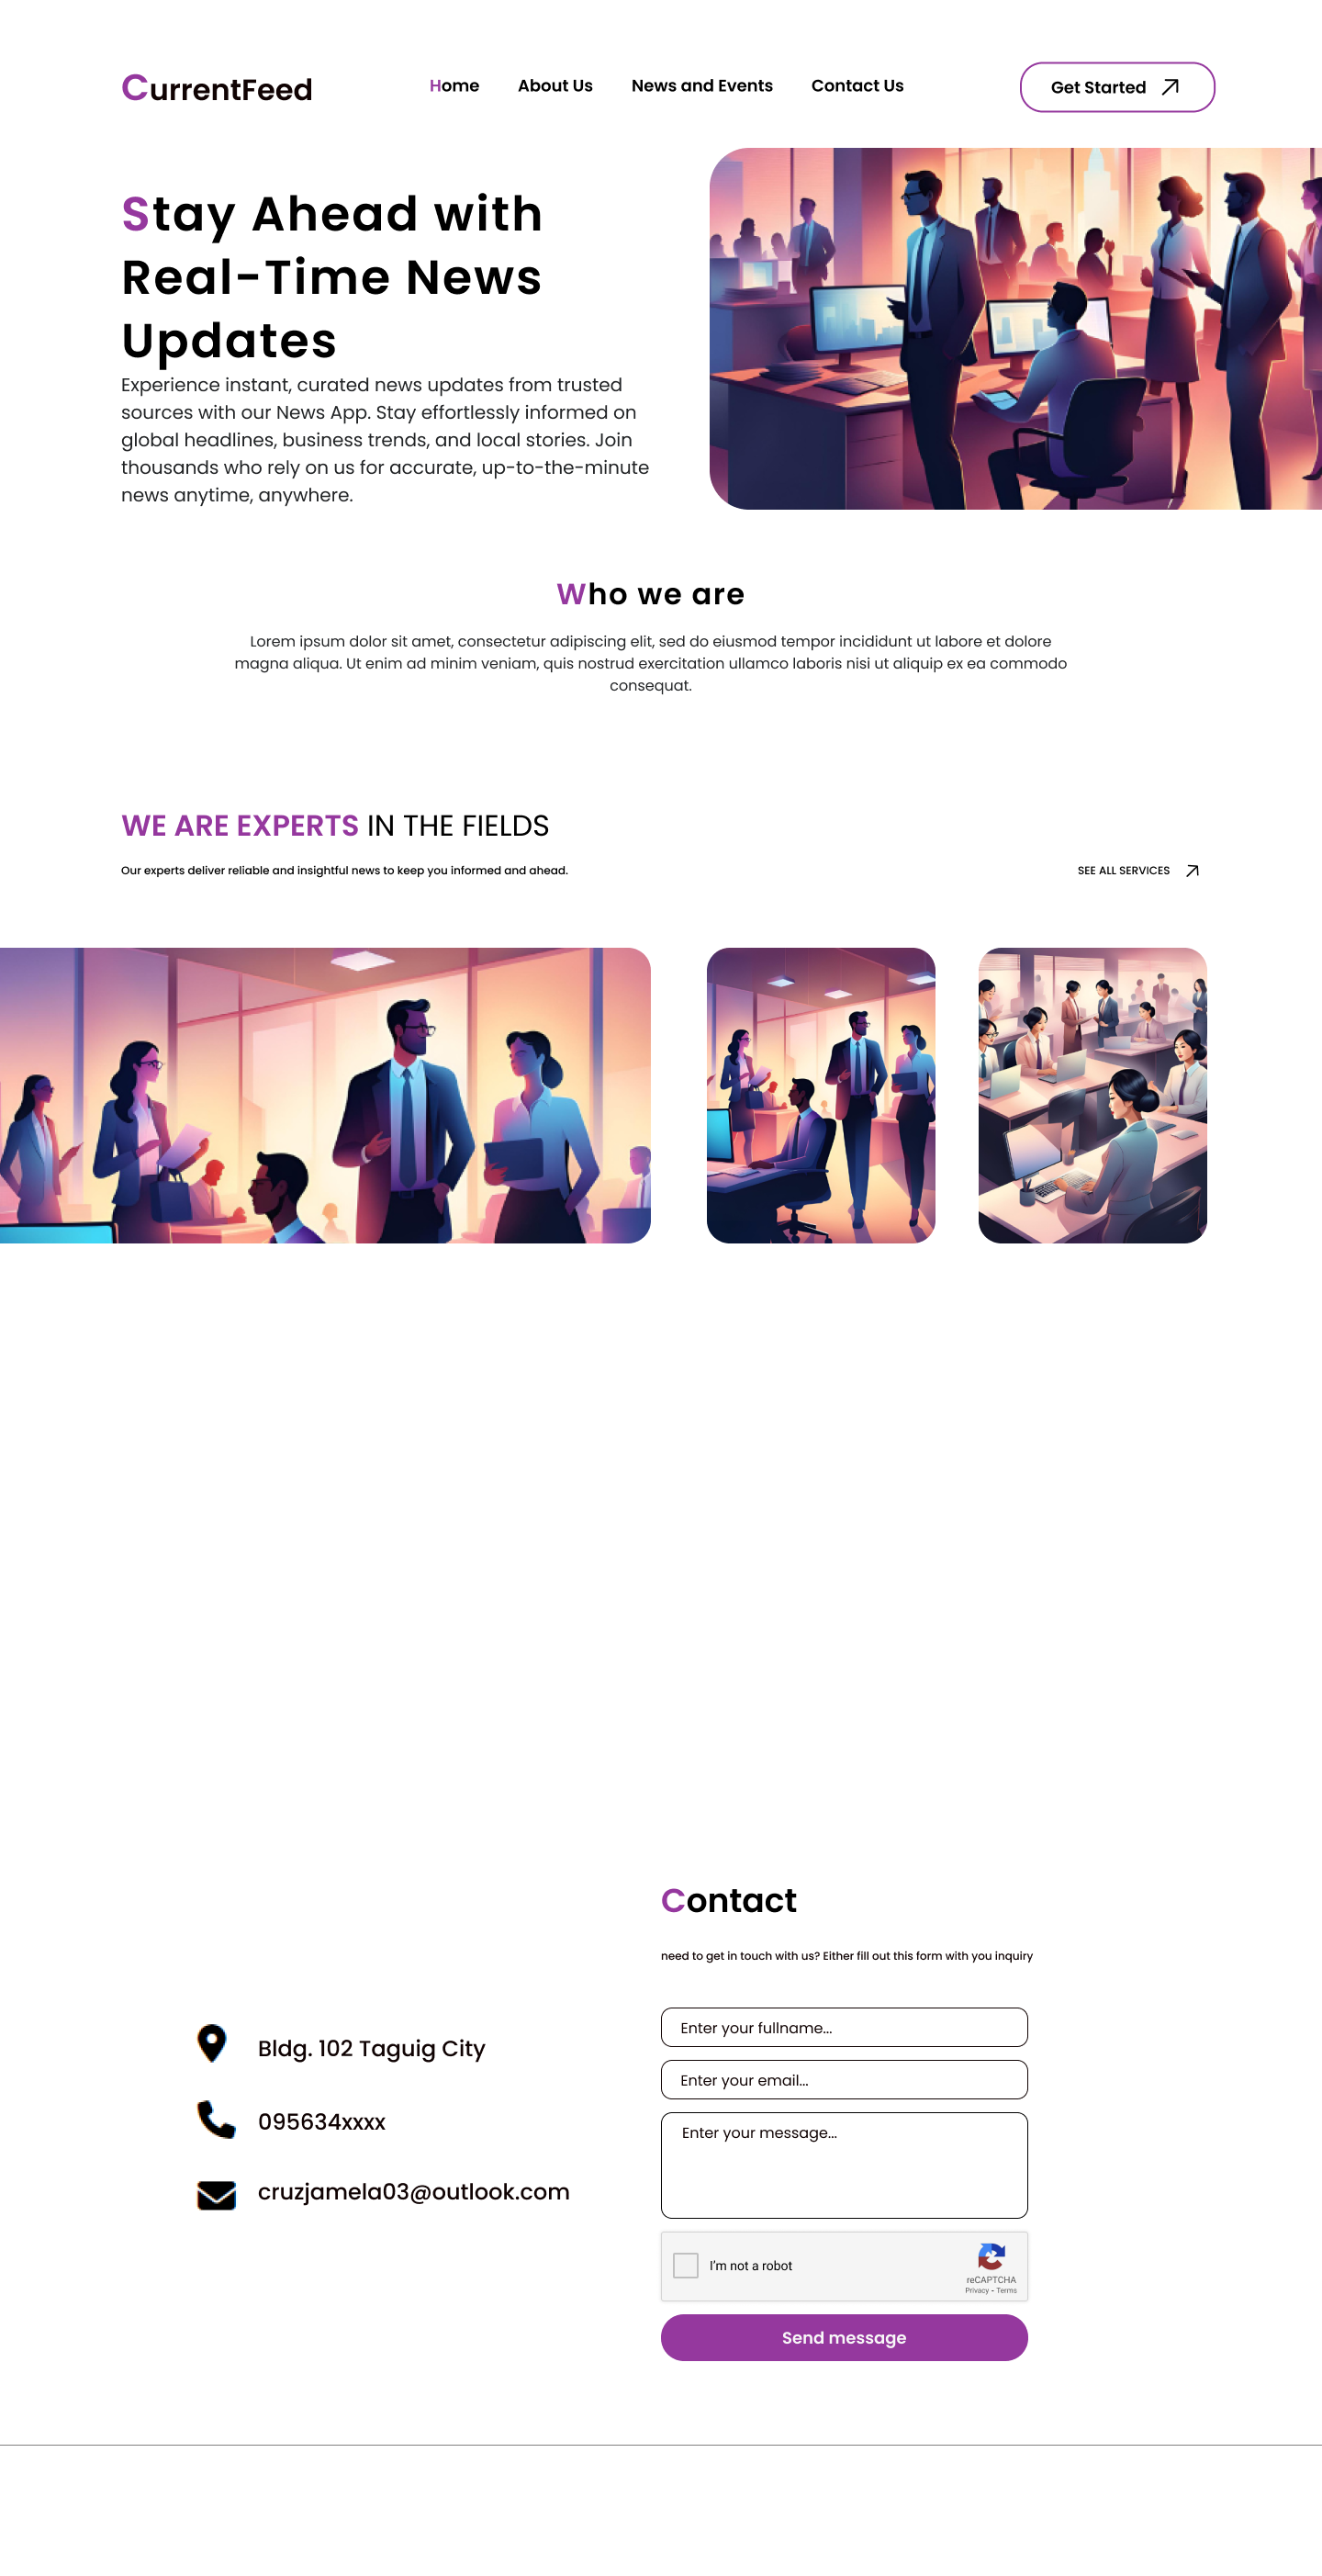 CurrentFeed
Home
About Us
News and Events
Contact Us
Get Started
Stay Ahead with
Real-Time News
Updates
Experience instant, curated news updates from trusted
sources with our News App. Stay effortlessly informed on
global headlines, business trends, and local stories. Join
thousands who rely on us for accurate, up-to-the-minute
news anytime, anywhere.
Who we are
Lorem ipsum dolor sit amet, consectetur adipiscing elit, sed do eiusmod tempor incididunt ut labore et dolore
magna aliqua. Ut enim ad minim veniam, quis nostrud exercitation ullamco laboris nisi ut aliquip ex ea commodo
consequat.
WE ARE EXPERTS IN THE FIELDS
Our experts deliver reliable and insightful news to keep you informed and ahead.
SEE ALL SERVICES
Contact
need to get in touch with us? Either fill out this form with you inquiry
Bldg. 102 Taguig City
095634xxxx
cruzjamela03@outlook.com
Enter your fullname...
Enter your email...
Enter your message...
I'm not a robot
reCAPTCHA
Privacy - Terms
Send message